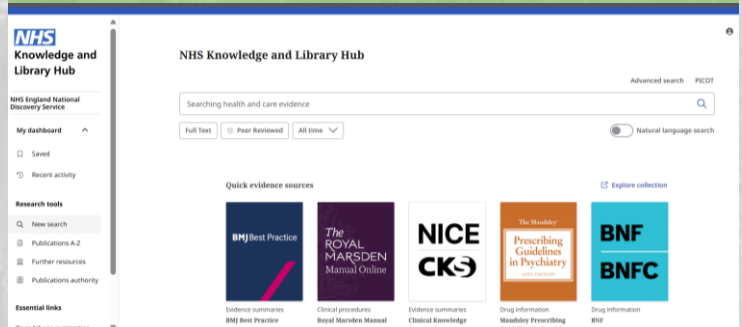 NHS
Knowledge and
Library Hub
NHS England National
Discovery Service
My dashboard
Saved
Recent activity
Research tools
New search
Publications A-Z
Further resources
Publications authority
Essential links
NHS Knowledge and Library Hub
Advanced search PICOT
Searching health and care evidence
Full Text
Peer Reviewed
All time
Natural language search
Quick evidence sources
Explore collection
BMJ Best Practice
Evidence summaries
BMJ Best Practice
The
ROYAL
MARSDEN
Manual Online
Clinical procedures
Royal Marsden Manual
NICE
CKS
Evidence summaries
Clinical Knowledge
The Maudsley
Prescribing
Guidelines
in Psychiatry
Drug information
Maudsley Prescribing
BNF
BNFC
Drug information
BNF